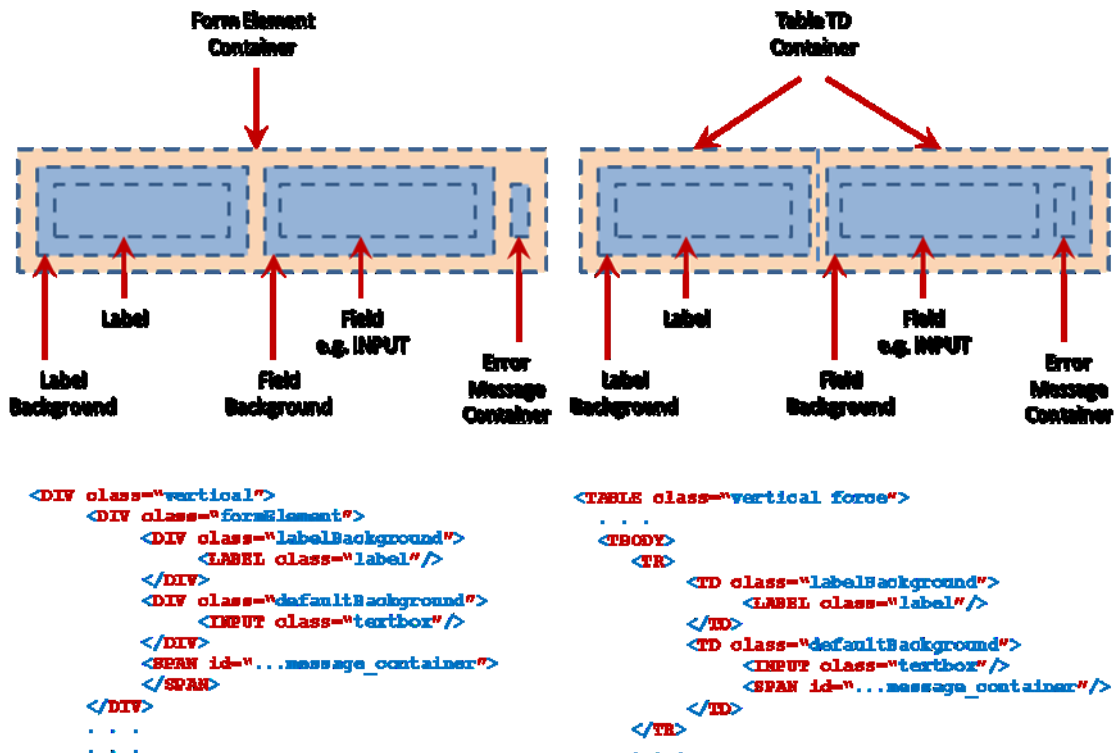 Form Element
Container
Label
Field
e.g. INPUT
Label
Background
Field
Background
Error
Message
Container
Table TD
Container
Label
Field
e.g. INPUT
Label
Background
Field
Background
Error
Message
Container
<DIV class="vertical">
<DIV class="formElement">
<DIV class="labelBackground">
<LABEL class="label"/>
</DIV>
<DIV class="defaultBackground">
<INPUT class="textbox"/>
</DIV>
<SPAN id="...message_container">
</SPAN>
</DIV>
. . .
. . .
<TABLE class="vertical force">
. . .
<TBODY>
<TR>
<TD class="labelBackground">
<LABEL class="label"/>
</TD>
<TD class="defaultBackground">
<INPUT class="textbox"/>
<SPAN id="...message_container"/>
</TD>
</TR>
. . .